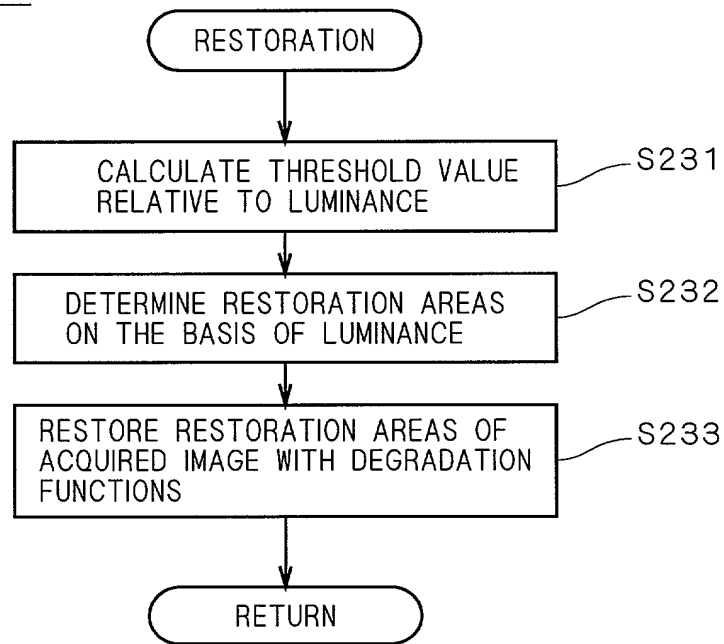 RESTORATION
CALCULATE THRESHOLD VALUE
RELATIVE TO LUMINANCE
S231
DETERMINE RESTORATION AREAS
ON THE BASIS OF LUMINANCE
S232
RESTORE RESTORATION AREAS OF
ACQUIRED IMAGE WITH DEGRADATION
FUNCTIONS
S233
RETURN